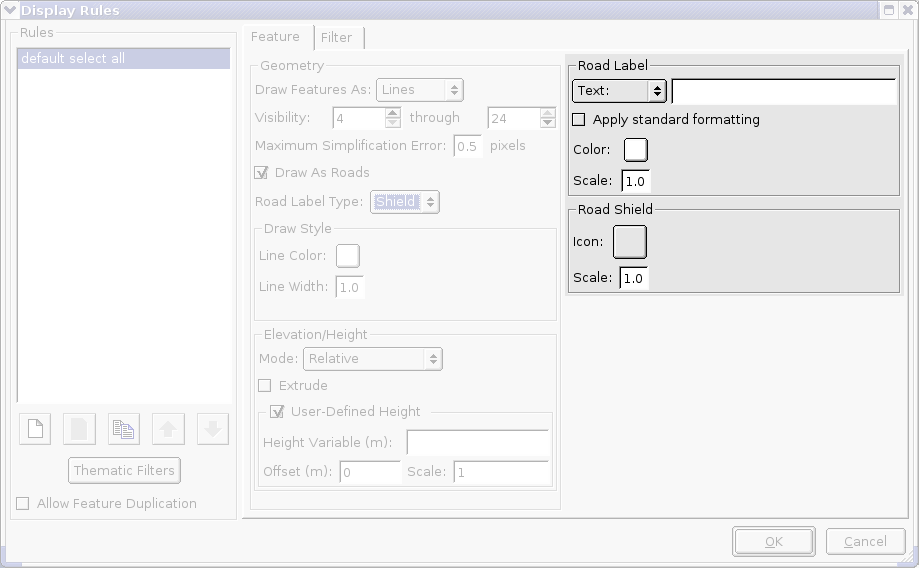 Display Rules
Rules
default select all
Thematic Filters
Allow Feature Duplication
Feature
Filter
Geometry
Draw Features As: Lines
Visibility: 4 through 24
Maximum Simplification Error: 0.5 pixels
Draw As Roads
Road Label Type: Shield
Draw Style
Line Color:
Line Width: 1.0
Elevation/Height
Mode: Relative
Extrude
User-Defined Height
Height Variable (m):
Offset (m): 0 Scale: 1
Road Label
Text:
Apply standard formatting
Color:
Scale: 1.0
Road Shield
Icon:
Scale: 1.0
OK
Cancel